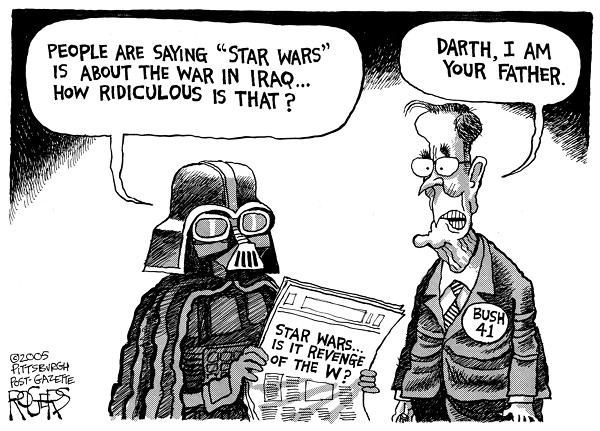 PEOPLE ARE SAYING "STAR WARS"
IS ABOUT THE WAR IN IRAQ...
HOW RIDICULOUS IS THAT?
DARTH, I AM
YOUR FATHER.
STAR WARS...
IS IT REVENGE
OF THE W?
BUSH
41
©2005
PITTSBURGH
POST-GAZETTE
ROGERS